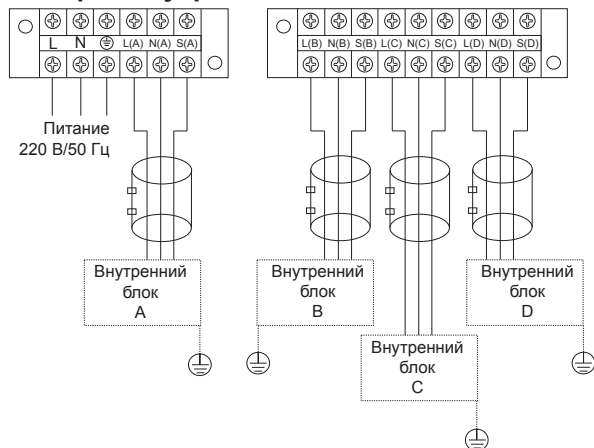 L N L(A) N(A) S(A)
L(B) N(B) S(B) L(C) N(C) S(C) L(D) N(D) S(D)
Питание
220 В/50 Гц
Внутренний
блок
A
Внутренний
блок
B
Внутренний
блок
C
Внутренний
блок
D